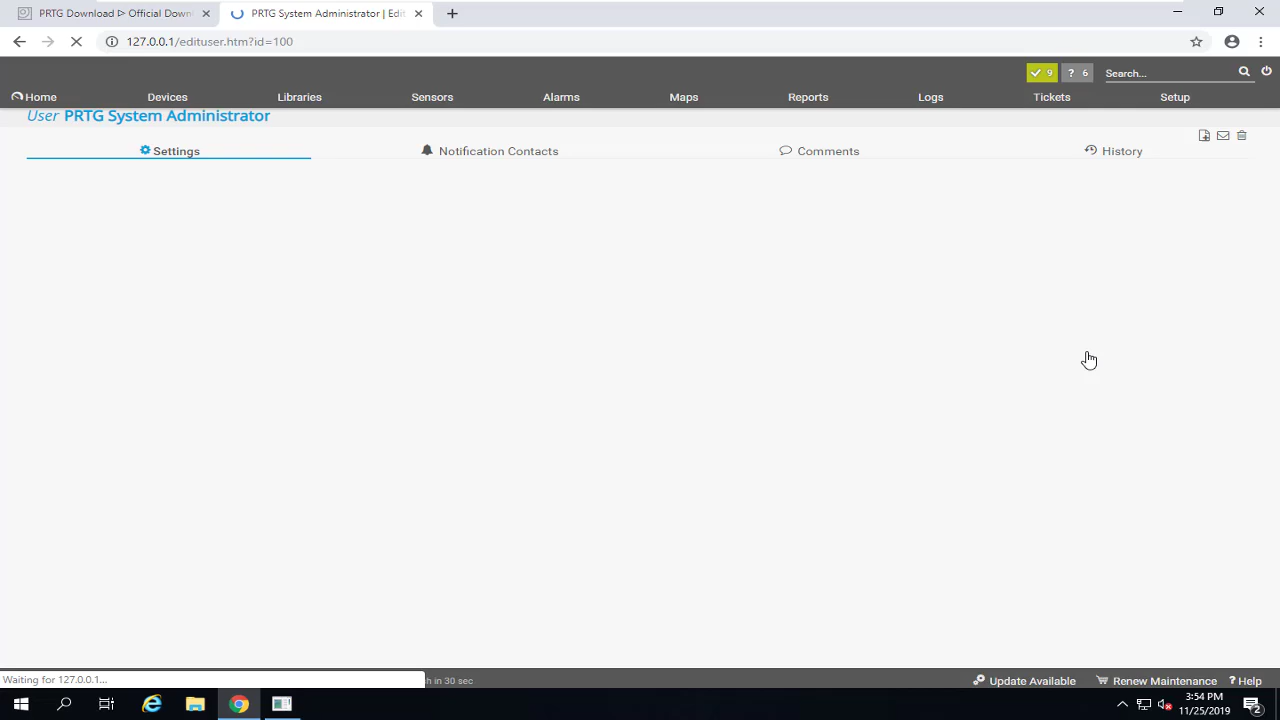 PRTG Download ᐅ Official Down
PRTG System Administrator | Edit
127.0.0.1/edituser.htm?id=100
9
? 6
Search...
Home Devices Libraries Sensors Alarms Maps Reports Logs Tickets Setup
User PRTG System Administrator
Settings Notification Contacts Comments History
Waiting for 127.0.0.1...
h in 30 sec
Update Available Renew Maintenance ? Help
3:54 PM
11/25/2019
2